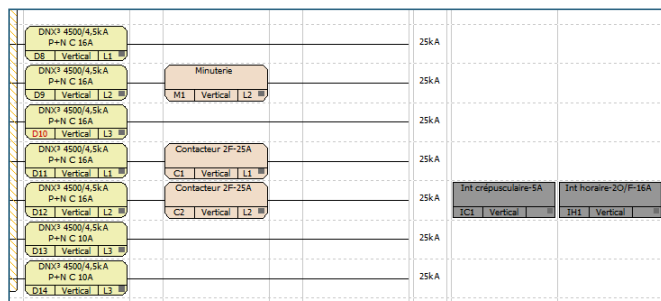 DNX³ 4500/4,5kA
P+N C 16A
D8 Vertical L1
25kA
DNX³ 4500/4,5kA
P+N C 16A
D9 Vertical L2
Minuterie
M1 Vertical L2
25kA
DNX³ 4500/4,5kA
P+N C 16A
D10 Vertical L3
25kA
DNX³ 4500/4,5kA
P+N C 16A
D11 Vertical L1
Contacteur 2F-25A
C1 Vertical L1
25kA
DNX³ 4500/4,5kA
P+N C 16A
D12 Vertical L2
Contacteur 2F-25A
C2 Vertical L2
25kA
Int crépusculaire-5A
IC1 Vertical
Int horaire-2O/F-16A
IH1 Vertical
DNX³ 4500/4,5kA
P+N C 10A
D13 Vertical L3
25kA
DNX³ 4500/4,5kA
P+N C 10A
D14 Vertical L3
25kA